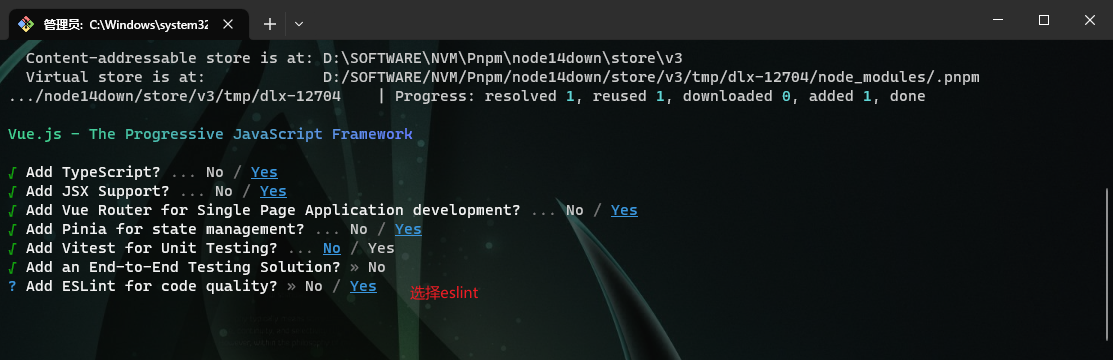 管理员: C:\Windows\system32
Content-addressable store is at: D:\SOFTWARE\NVM\Pnpm\node14down\store\v3
Virtual store is at: D:/SOFTWARE/NVM/Pnpm/node14down/store/v3/tmp/dlx-12704/node_modules/.pnpm
.../node14down/store/v3/tmp/dlx-12704 | Progress: resolved 1, reused 1, downloaded 0, added 1, done
Vue.js - The Progressive JavaScript Framework
√ Add TypeScript? ... No / Yes
√ Add JSX Support? ... No / Yes
√ Add Vue Router for Single Page Application development? ... No / Yes
√ Add Pinia for state management? ... No / Yes
√ Add Vitest for Unit Testing? ... No / Yes
√ Add an End-to-End Testing Solution? » No
? Add ESLint for code quality? » No / Yes
选择eslint